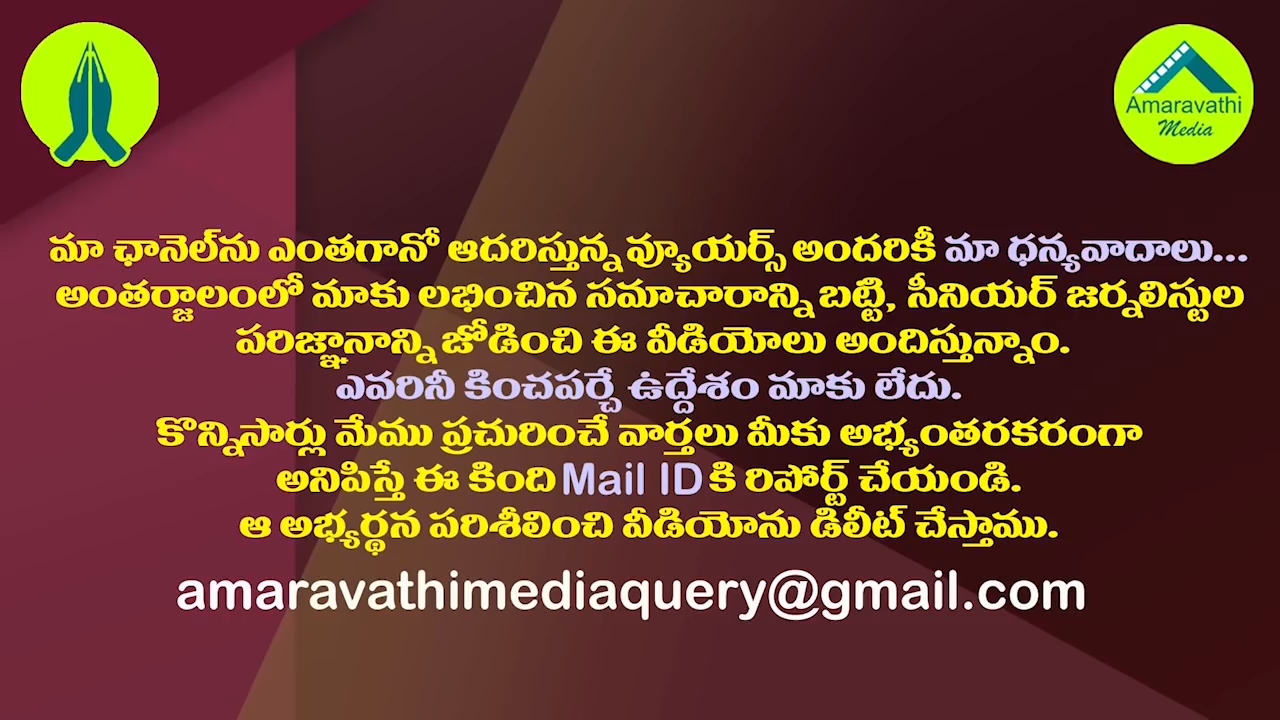 Amaravathi
Media
మా ఛానెల్‌ను ఎంతగానో ఆదరిస్తున్న వ్యూయర్స్ అందరికీ మా ధన్యవాదాలు...
అంతర్జాలంలో మాకు లభించిన సమాచారాన్ని బట్టి, సీనియర్ జర్నలిస్టుల
పరిజ్ఞానాన్ని జోడించి ఈ వీడియోలు అందిస్తున్నాం.
ఎవరినీ కించపర్చే ఉద్దేశం మాకు లేదు.
కొన్నిసార్లు మేము ప్రచురించే వార్తలు మీకు అభ్యంతరకరంగా
అనిపిస్తే ఈ కింది Mail ID కి రిపోర్ట్ చేయండి.
ఆ అభ్యర్థన పరిశీలించి వీడియోను డిలీట్ చేస్తాము.
amaravathimediaquery@gmail.com